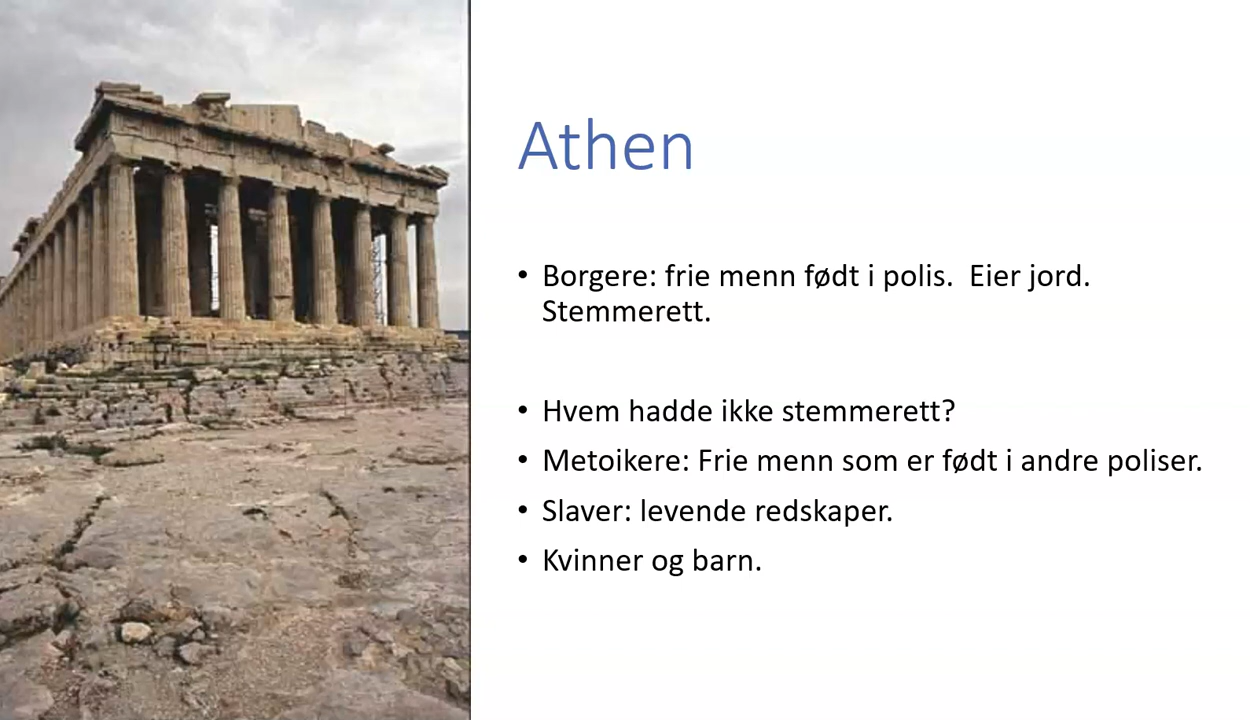 Athen
• Borgere: frie menn født i polis.  Eier jord.
Stemmerett.
• Hvem hadde ikke stemmerett?
• Metoikere: Frie menn som er født i andre poliser.
• Slaver: levende redskaper.
• Kvinner og barn.